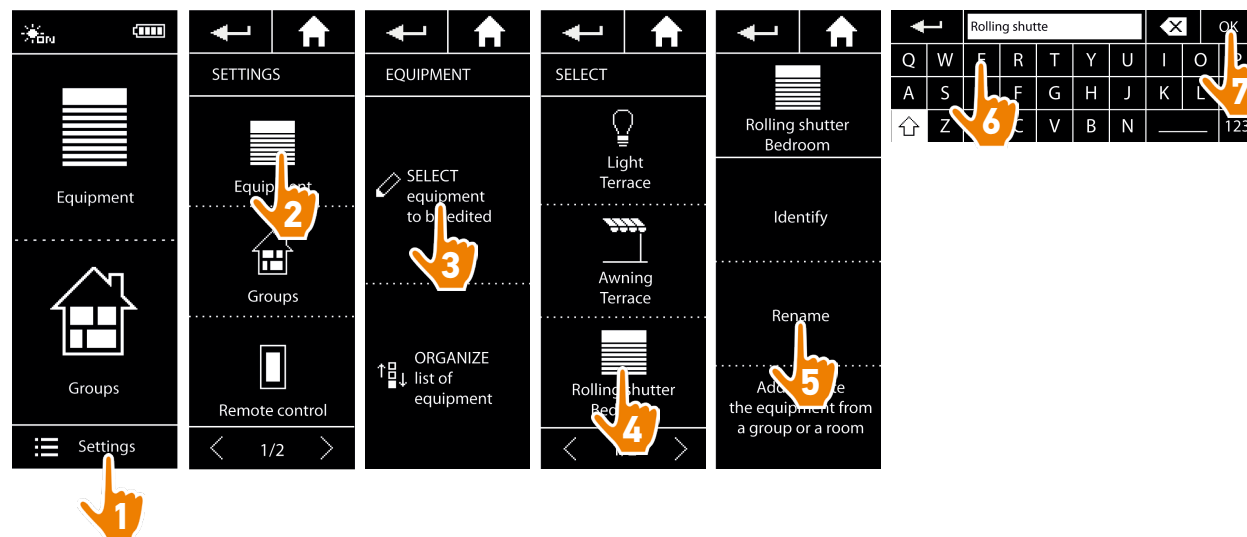 ON
Equipment
Groups
Settings
1
SETTINGS
Equipment
2
Groups
Remote control
1/2
EQUIPMENT
SELECT
equipment
to be edited
3
ORGANIZE
list of
equipment
SELECT
Light
Terrace
Awning
Terrace
Rolling shutter
4
Rolling shutter
Bedroom
Identify
Rename
5
the equipment from
a group or a room
Rolling shutte
OK
Q W E R T Y U I O P
A S F G H J K L
Z C V B N 123
6
7